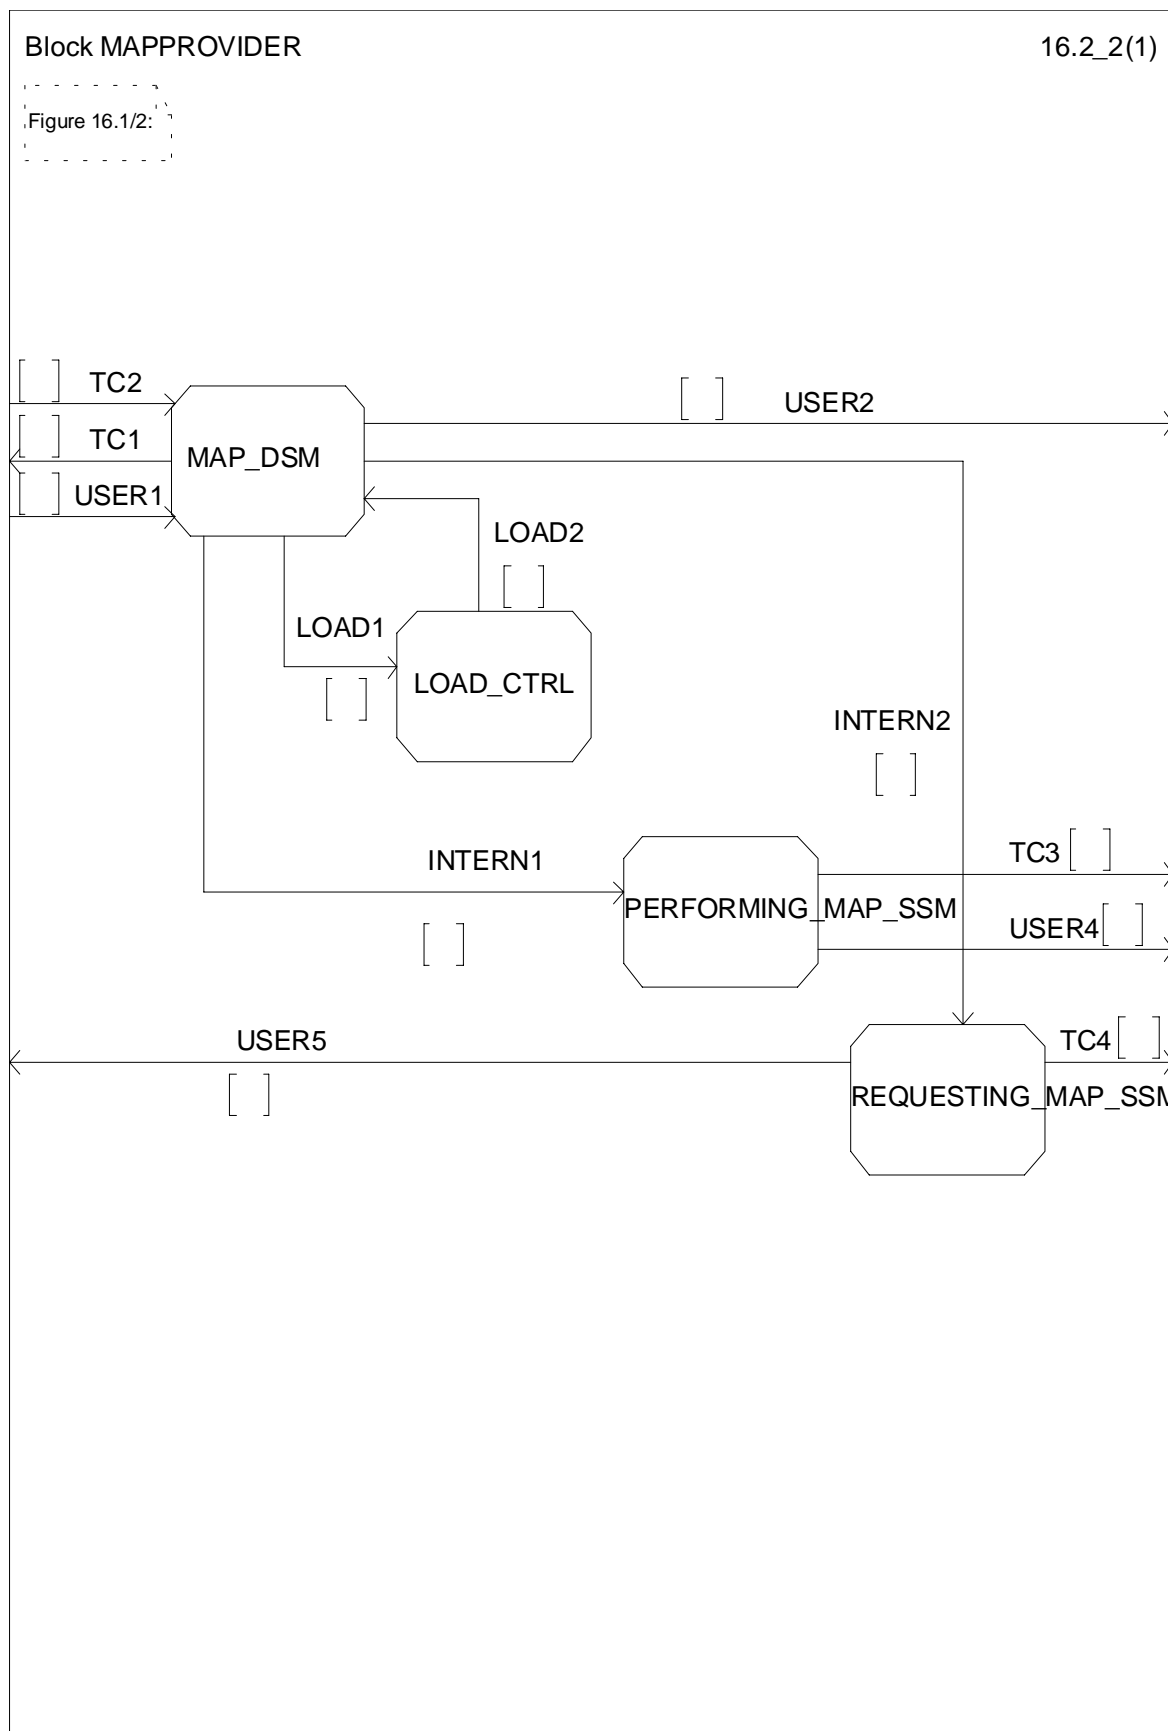 Block MAPPROVIDER
16.2_2(1)
Figure 16.1/2:
[ ] TC2
[ ] USER2
[ ] TC1
MAP_DSM
[ ] USER1
LOAD2
[ ]
LOAD1
LOAD_CTRL
[ ]
INTERN2
[ ]
INTERN1
TC3 [ ]
PERFORMING_MAP_SSM
USER4 [ ]
[ ]
USER5
TC4 [ ]
[ ]
REQUESTING_MAP_SSM